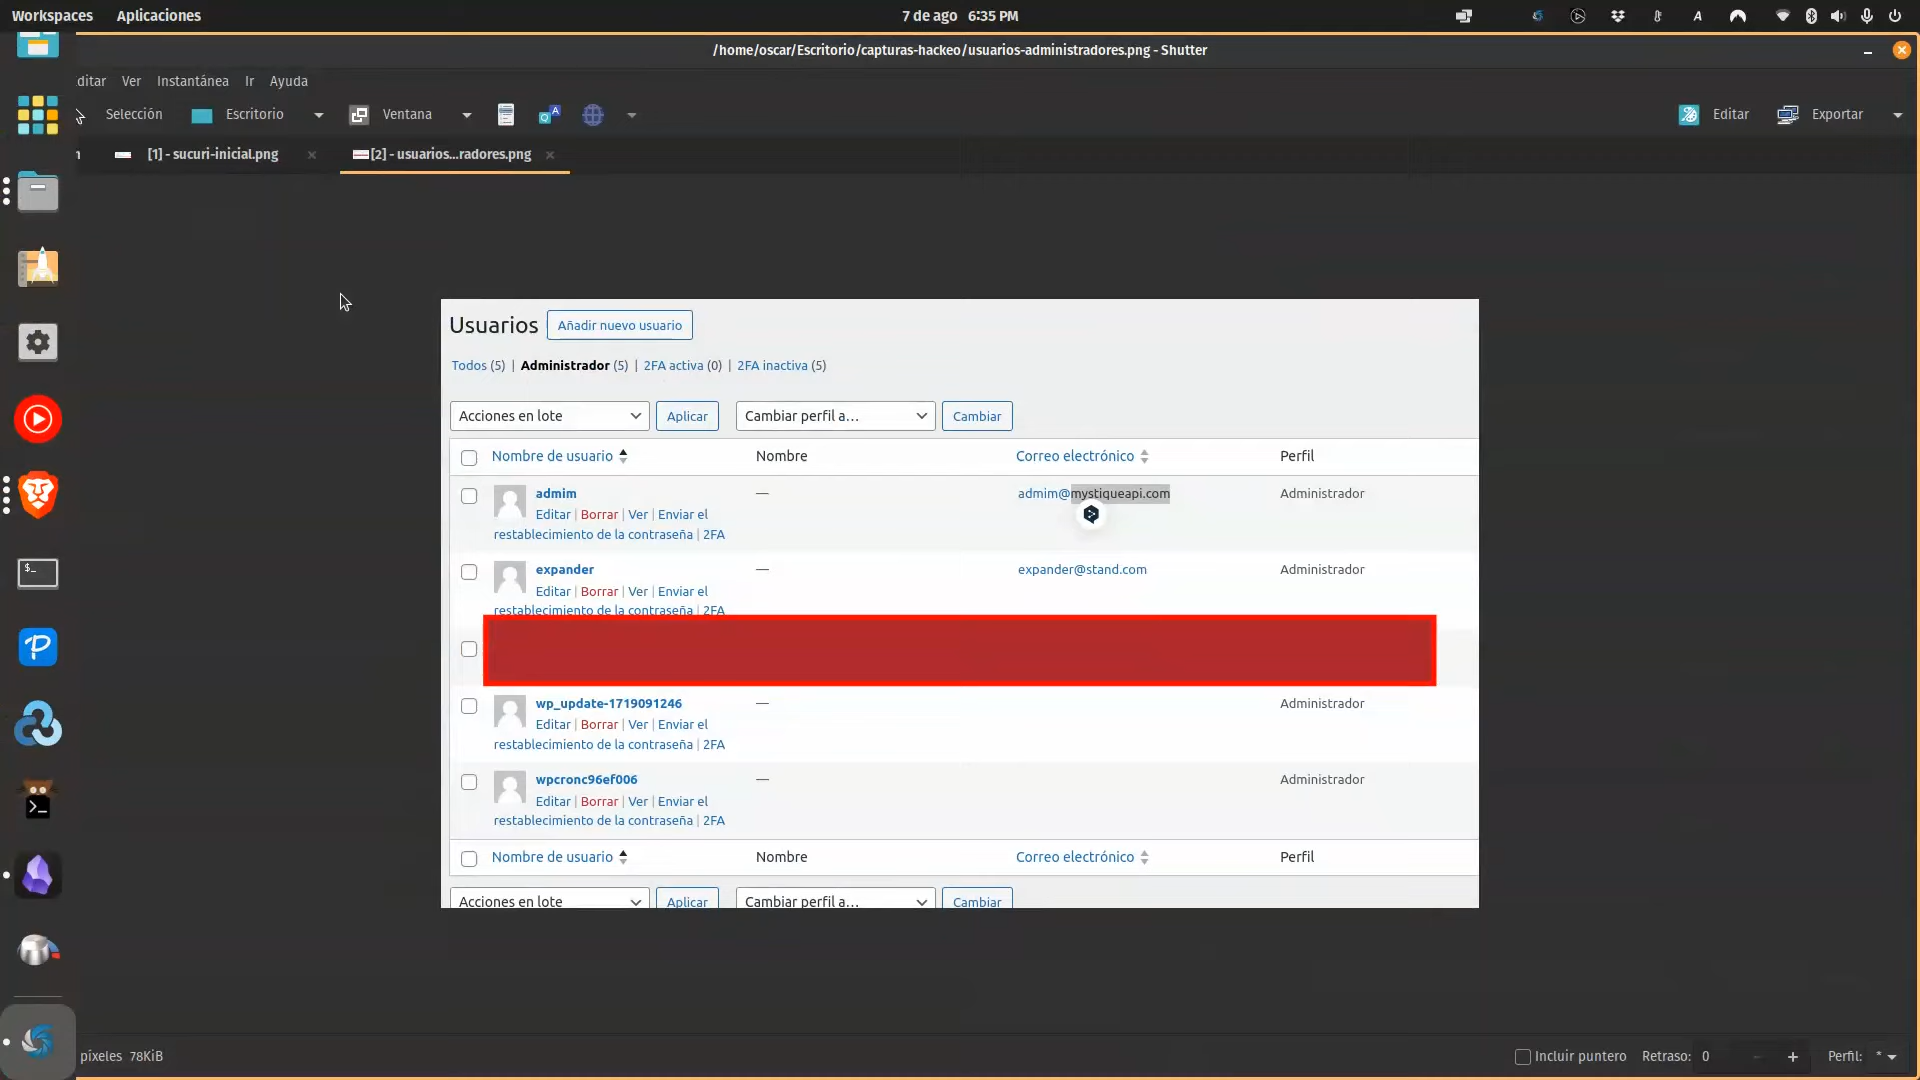 Workspaces Aplicaciones 7 de ago 6:35 PM A
/home/oscar/Escritorio/capturas-hackeo/usuarios-administradores.png - Shutter
ditar Ver Instantánea Ir Ayuda
Selección Escritorio Ventana Editar Exportar
n [1] - sucuri-inicial.png × [2] - usuarios...radores.png ×
Usuarios Añadir nuevo usuario
Todos (5) | Administrador (5) | 2FA activa (0) | 2FA inactiva (5)
Acciones en lote Aplicar Cambiar perfil a... Cambiar
Nombre de usuario Nombre Correo electrónico Perfil
admim — admim@mystiqueapi.com Administrador
Editar | Borrar | Ver | Enviar el
restablecimiento de la contraseña | 2FA
expander — expander@stand.com Administrador
Editar | Borrar | Ver | Enviar el
restablecimiento de la contraseña | 2FA
wp_update-1719091246 — Administrador
Editar | Borrar | Ver | Enviar el
restablecimiento de la contraseña | 2FA
wpcronc96ef006 — Administrador
Editar | Borrar | Ver | Enviar el
restablecimiento de la contraseña | 2FA
Nombre de usuario Nombre Correo electrónico Perfil
Acciones en lote Aplicar Cambiar perfil a... Cambiar
píxeles 78KiB Incluir puntero Retraso: 0 − + Perfil: *